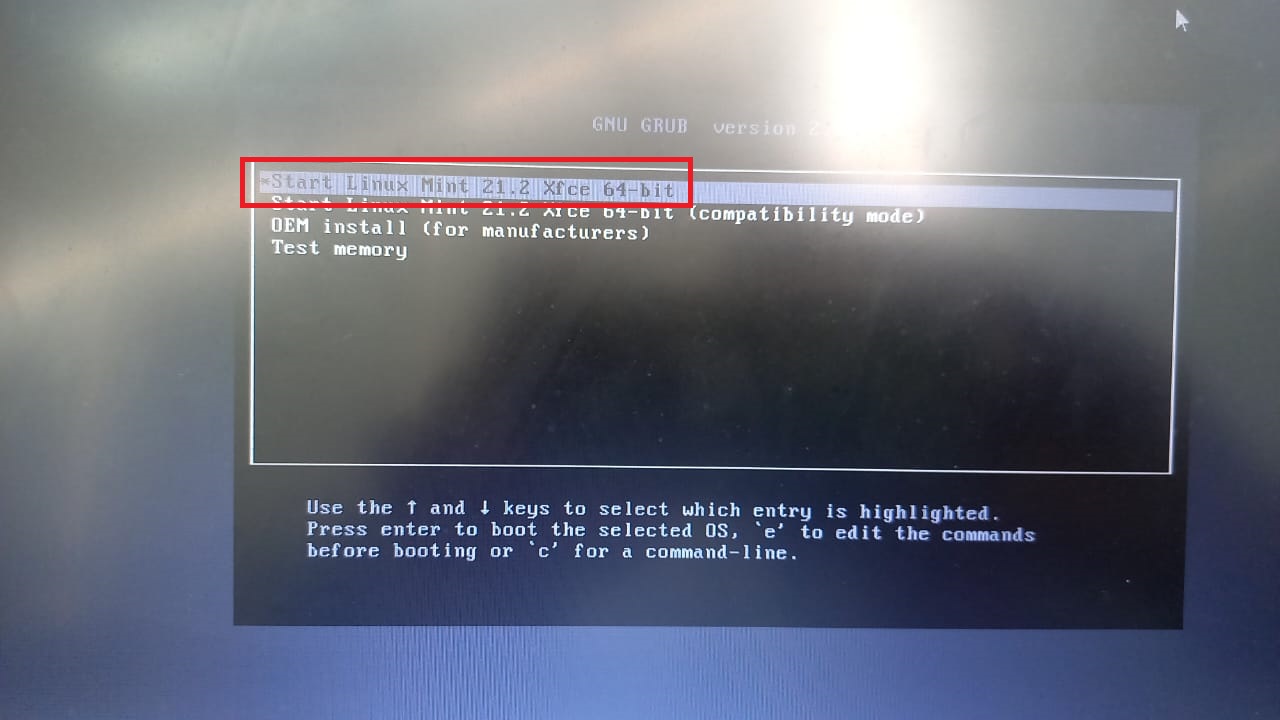 GNU GRUB version 2
*Start Linux Mint 21.2 Xfce 64-bit
Start Linux Mint 21.2 Xfce 64-bit (compatibility mode)
OEM install (for manufacturers)
Test memory
Use the ↑ and ↓ keys to select which entry is highlighted.
Press enter to boot the selected OS, `e' to edit the commands
before booting or `c' for a command-line.